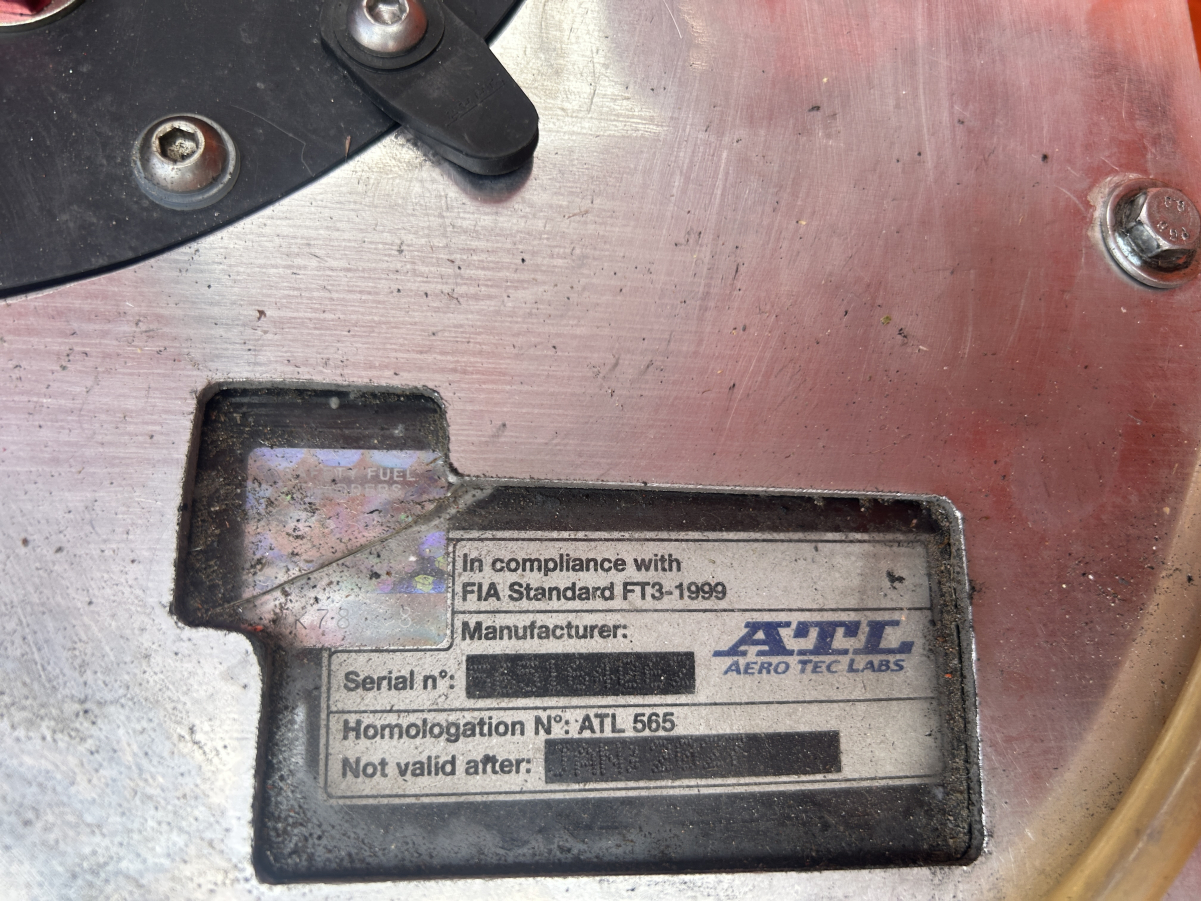 FUEL
In compliance with
FIA Standard FT3-1999
Manufacturer:
ATL
AERO TEC LABS
Serial n°:
Homologation N°: ATL 565
Not valid after: